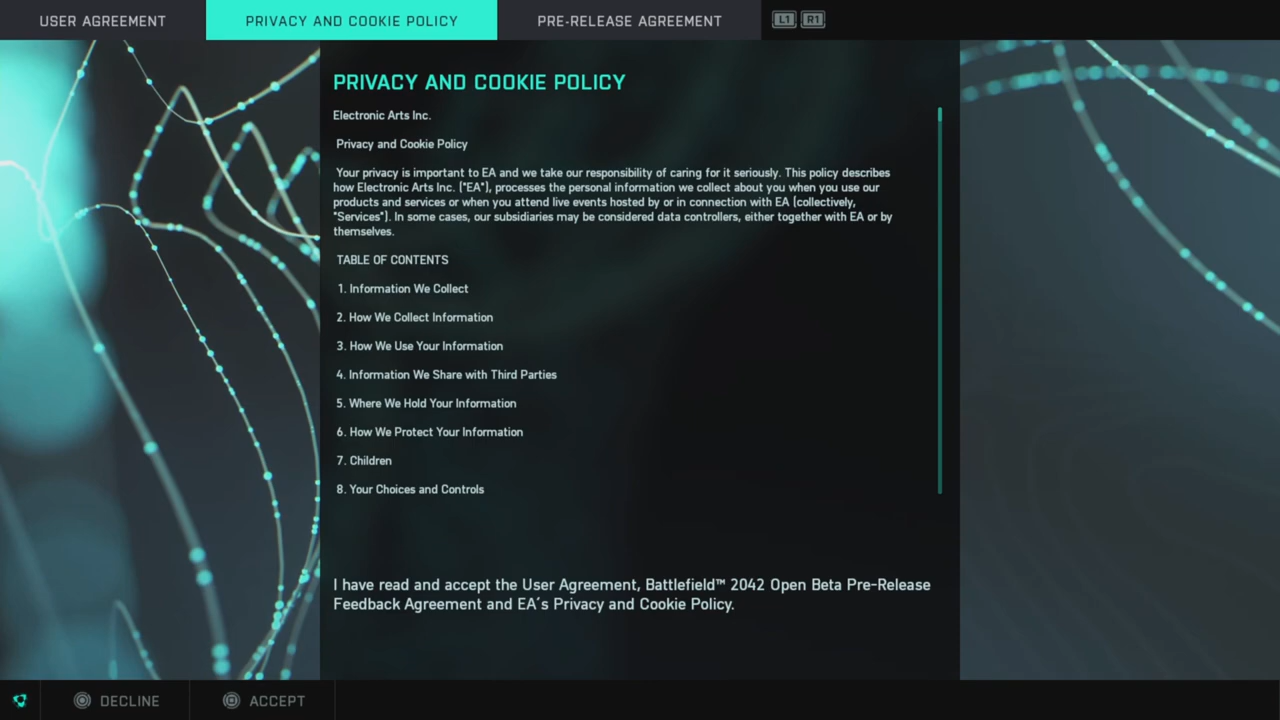 USER AGREEMENT
PRIVACY AND COOKIE POLICY
PRE-RELEASE AGREEMENT
L1 R1
PRIVACY AND COOKIE POLICY
Electronic Arts Inc.
Privacy and Cookie Policy
Your privacy is important to EA and we take our responsibility of caring for it seriously. This policy describes
how Electronic Arts Inc. ("EA"), processes the personal information we collect about you when you use our
products and services or when you attend live events hosted by or in connection with EA (collectively,
"Services"). In some cases, our subsidiaries may be considered data controllers, either together with EA or by
themselves.
TABLE OF CONTENTS
1. Information We Collect
2. How We Collect Information
3. How We Use Your Information
4. Information We Share with Third Parties
5. Where We Hold Your Information
6. How We Protect Your Information
7. Children
8. Your Choices and Controls
I have read and accept the User Agreement, Battlefield™ 2042 Open Beta Pre-Release
Feedback Agreement and EA´s Privacy and Cookie Policy.
DECLINE
ACCEPT